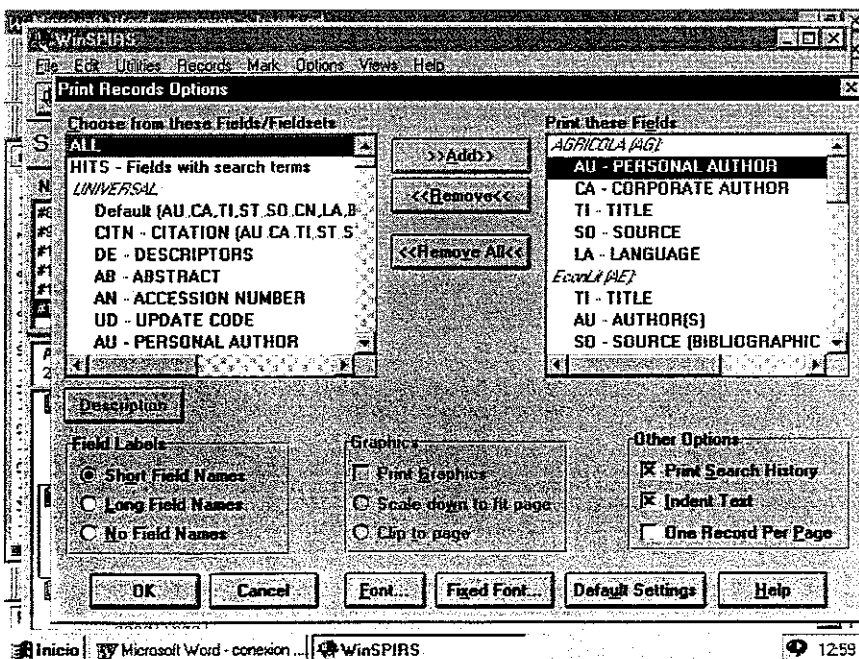 WinSPIRS
File Edit Utilities Records Mark Options Views Help
Print Records Options
Choose from these Fields/Fieldsets
ALL
HITS - Fields with search terms
UNIVERSAL:
Default (AU,CA,TI,ST,SO,CN,LA,B
CITN - CITATION (AU,CA,TI,ST,S
DE - DESCRIPTORS
AB - ABSTRACT
AN - ACCESSION NUMBER
UD - UPDATE CODE
AU - PERSONAL AUTHOR
>>Add>>
<<Remove<<
<<Remove All<<
Print these Fields
AGRICOLA [AG]:
AU - PERSONAL AUTHOR
CA - CORPORATE AUTHOR
TI - TITLE
SO - SOURCE
LA - LANGUAGE
EconLit [AE]:
TI - TITLE
AU - AUTHOR(S)
SO - SOURCE (BIBLIOGRAPHIC
Description
Field Labels
Short Field Names
Long Field Names
No Field Names
Graphics
Print Graphics
Scale down to fit page
Clip to page
Other Options
Print Search History
Indent Text
One Record Per Page
OK Cancel Font... Fixed Font... Default Settings Help
Inicio Microsoft Word - conexion ... WinSPIRS 12:59